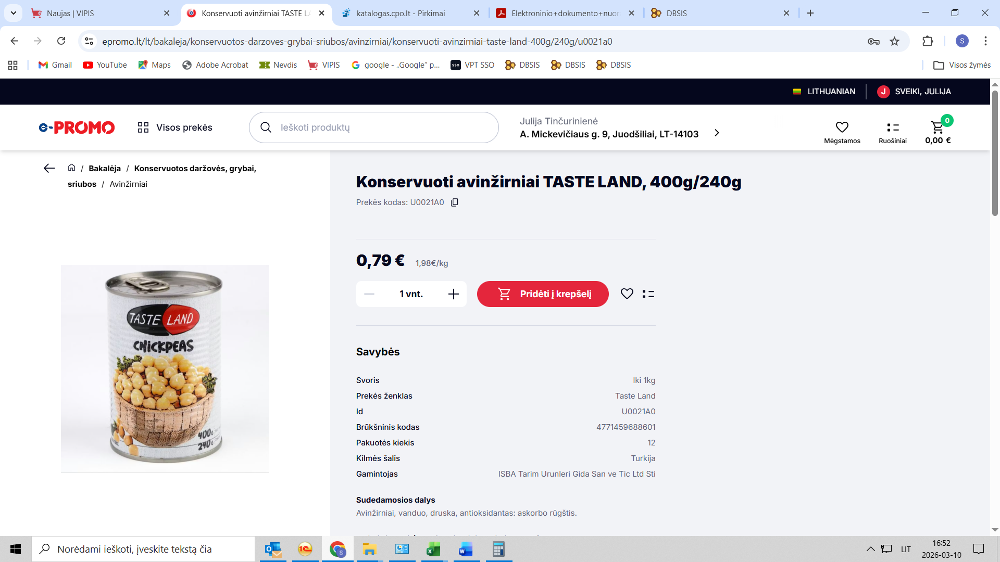 Naujas | VIPIS
Konservuoti avinžirniai TASTE L
katalogas.cpo.lt - Pirkimai
Elektroninio+dokumento+nuor
DBSIS
epromo.lt/lt/bakaleja/konservuotos-darzoves-grybai-sriubos/avinzirniai/konservuoti-avinzirniai-taste-land-400g/240g/u0021a0
S
Gmail
YouTube
Maps
Adobe Acrobat
Nevdis
VIPIS
google - „Google“ p...
sso VPT SSO
DBSIS
DBSIS
DBSIS
Visos žymės
LITHUANIAN
J SVEIKI, JULIJA
e-PROMO
Visos prekės
Ieškoti produktų
Julija Tinčurinienė
A. Mickevičiaus g. 9, Juodšiliai, LT-14103
Mėgstamos
Ruošiniai
0
0,00 €
/ Bakalėja / Konservuotos daržovės, grybai,
sriubos / Avinžirniai
TASTE LAND
CHICKPEAS
400G
240G
Konservuoti avinžirniai TASTE LAND, 400g/240g
Prekės kodas: U0021A0
0,79 € 1,98€/kg
1 vnt.
Pridėti į krepšelį
Savybės
Svoris Iki 1kg
Prekės ženklas Taste Land
Id U0021A0
Brūkšninis kodas 4771459688601
Pakuotės kiekis 12
Kilmės šalis Turkija
Gamintojas ISBA Tarim Urunleri Gida San ve Tic Ltd Sti
Sudedamosios dalys
Avinžirniai, vanduo, druska, antioksidantas: askorbo rūgštis.
Norėdami ieškoti, įveskite tekstą čia
LIT
16:52
2026-03-10